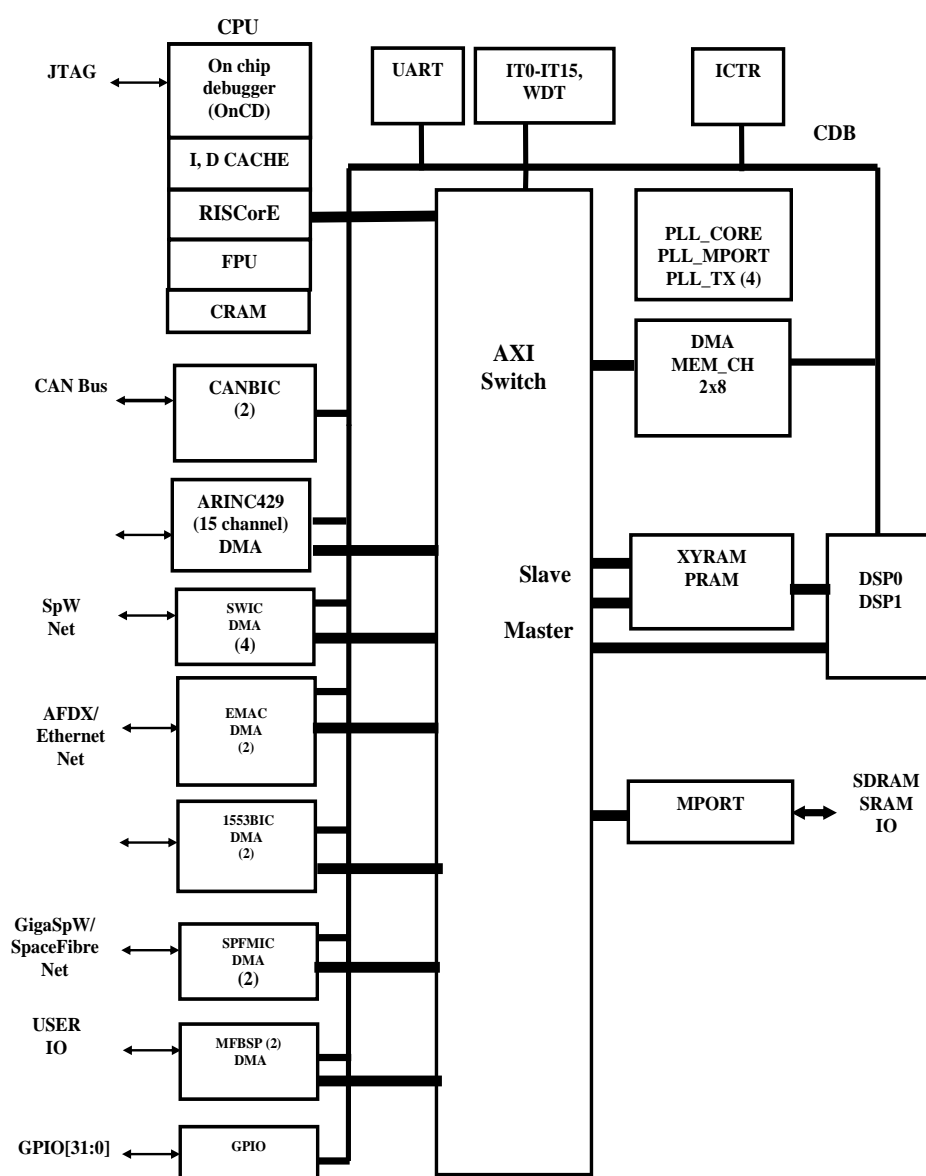 CPU
JTAG
On chip
debugger
(OnCD)
I, D CACHE
RISCorE
FPU
CRAM
UART
IT0-IT15,
WDT
ICTR
CDB
PLL_CORE
PLL_MPORT
PLL_TX (4)
AXI
Switch
DMA
MEM_CH
2x8
CAN Bus
CANBIC
(2)
ARINC429
(15 channel)
DMA
Slave
Master
XYRAM
PRAM
DSP0
DSP1
SpW
Net
SWIC
DMA
(4)
AFDX/
Ethernet
Net
EMAC
DMA
(2)
MPORT
SDRAM
SRAM
IO
1553BIC
DMA
(2)
GigaSpW/
SpaceFibre
Net
SPFMIC
DMA
(2)
USER
IO
MFBSP (2)
DMA
GPIO[31:0]
GPIO